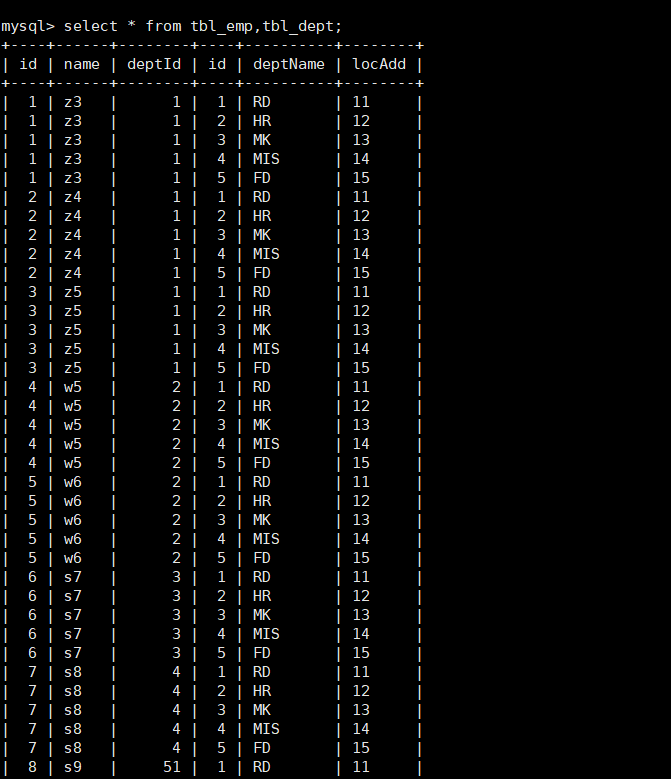 mysql> select * from tbl_emp,tbl_dept;
+----+------+--------+----+----------+--------+
| id | name | deptId | id | deptName | locAdd |
+----+------+--------+----+----------+--------+
|  1 | z3   |      1 |  1 | RD       | 11     |
|  1 | z3   |      1 |  2 | HR       | 12     |
|  1 | z3   |      1 |  3 | MK       | 13     |
|  1 | z3   |      1 |  4 | MIS      | 14     |
|  1 | z3   |      1 |  5 | FD       | 15     |
|  2 | z4   |      1 |  1 | RD       | 11     |
|  2 | z4   |      1 |  2 | HR       | 12     |
|  2 | z4   |      1 |  3 | MK       | 13     |
|  2 | z4   |      1 |  4 | MIS      | 14     |
|  2 | z4   |      1 |  5 | FD       | 15     |
|  3 | z5   |      1 |  1 | RD       | 11     |
|  3 | z5   |      1 |  2 | HR       | 12     |
|  3 | z5   |      1 |  3 | MK       | 13     |
|  3 | z5   |      1 |  4 | MIS      | 14     |
|  3 | z5   |      1 |  5 | FD       | 15     |
|  4 | w5   |      2 |  1 | RD       | 11     |
|  4 | w5   |      2 |  2 | HR       | 12     |
|  4 | w5   |      2 |  3 | MK       | 13     |
|  4 | w5   |      2 |  4 | MIS      | 14     |
|  4 | w5   |      2 |  5 | FD       | 15     |
|  5 | w6   |      2 |  1 | RD       | 11     |
|  5 | w6   |      2 |  2 | HR       | 12     |
|  5 | w6   |      2 |  3 | MK       | 13     |
|  5 | w6   |      2 |  4 | MIS      | 14     |
|  5 | w6   |      2 |  5 | FD       | 15     |
|  6 | s7   |      3 |  1 | RD       | 11     |
|  6 | s7   |      3 |  2 | HR       | 12     |
|  6 | s7   |      3 |  3 | MK       | 13     |
|  6 | s7   |      3 |  4 | MIS      | 14     |
|  6 | s7   |      3 |  5 | FD       | 15     |
|  7 | s8   |      4 |  1 | RD       | 11     |
|  7 | s8   |      4 |  2 | HR       | 12     |
|  7 | s8   |      4 |  3 | MK       | 13     |
|  7 | s8   |      4 |  4 | MIS      | 14     |
|  7 | s8   |      4 |  5 | FD       | 15     |
|  8 | s9   |     51 |  1 | RD       | 11     |